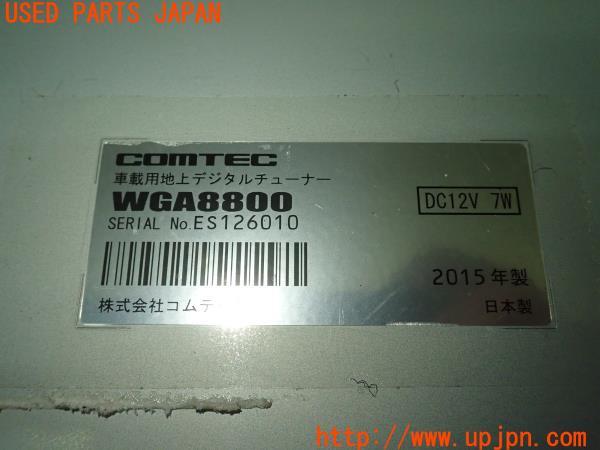 USED PARTS JAPAN
COMTEC
車載用地上デジタルチューナー
WGA8800
DC12V 7W
SERIAL No.ES126010
2015年製
株式会社コムテ
日本製
http://www.upjpn.com/